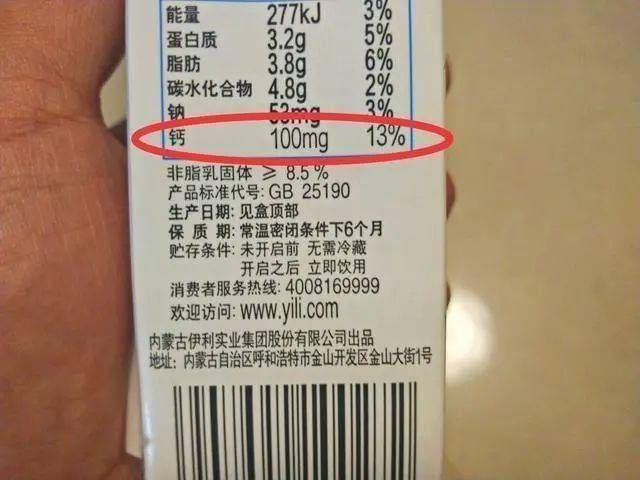 能量 277kJ 3%
蛋白质 3.2g 5%
脂肪 3.8g 6%
碳水化合物 4.8g 2%
钠 53mg 3%
钙 100mg 13%
非脂乳固体 ≥ 8.5%
产品标准代号: GB 25190
生产日期: 见盒顶部
保 质 期: 常温密闭条件下6个月
贮存条件: 未开启前 无需冷藏
开启之后 立即饮用
消费者服务热线: 4008169999
欢迎访问: www.yili.com
内蒙古伊利实业集团股份有限公司出品
地址: 内蒙古自治区呼和浩特市金山开发区金山大街1号